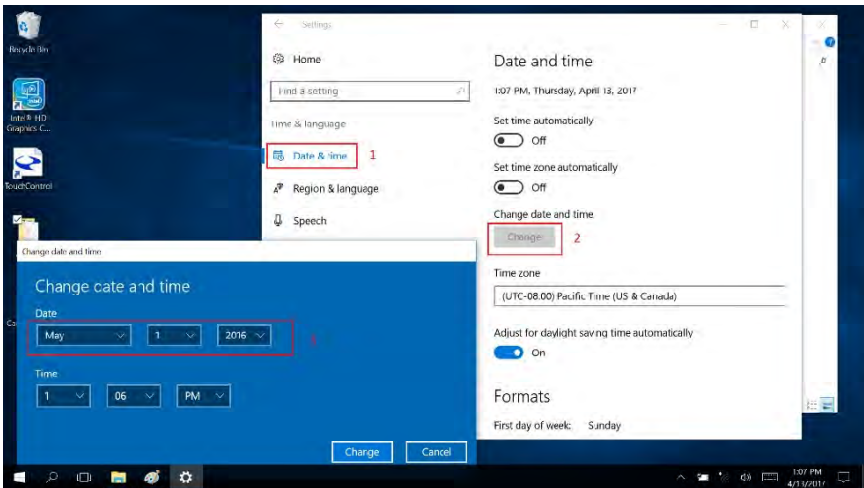 Recycle Bin
Intel® HD
Graphics C...
TouchControl
Settings
Home
Find a setting
Time & language
Date & time
1
Region & language
Speech
Date and time
1:07 PM, Thursday, April 13, 2017
Set time automatically
Off
Set time zone automatically
Off
Change date and time
Change
2
Time zone
(UTC-08:00) Pacific Time (US & Canada)
Adjust for daylight saving time automatically
On
Formats
First day of week: Sunday
Change date and time
Change date and time
Date
May 1 2016
3
Time
1 06 PM
Change Cancel
1:07 PM
4/13/2017